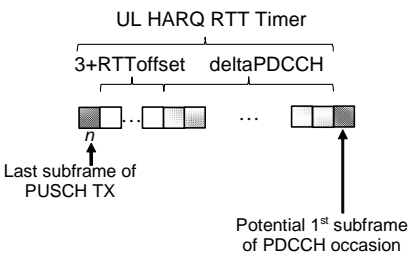 UL HARQ RTT Timer
3+RTToffset deltaPDCCH
... ...
n
Last subframe of
PUSCH TX
Potential 1st subframe
of PDCCH occasion